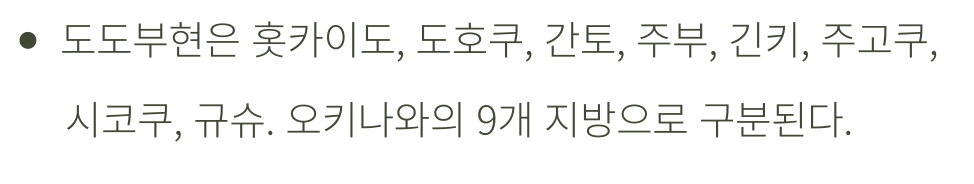 • 도도부현은 홋카이도, 도호쿠, 간토, 주부, 긴키, 주고쿠,
시코쿠, 규슈. 오키나와의 9개 지방으로 구분된다.